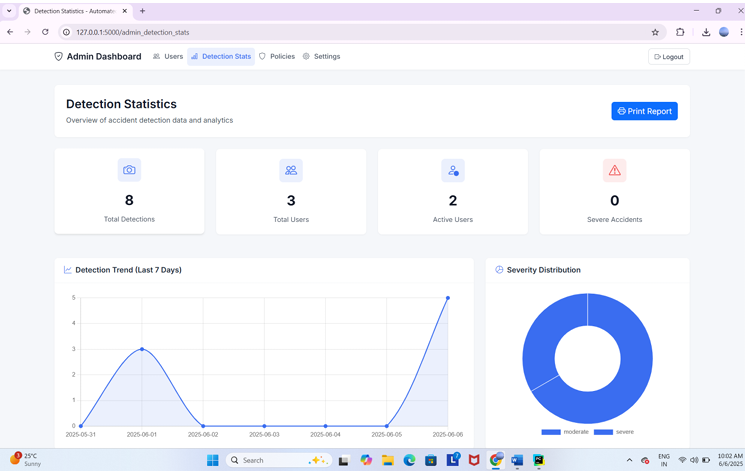 Detection Statistics - Automate
127.0.0.1:5000/admin_detection_stats
Admin Dashboard Users Detection Stats Policies Settings Logout
Detection Statistics
Overview of accident detection data and analytics
Print Report
8 3 2 0
Total Detections Total Users Active Users Severe Accidents
Detection Trend (Last 7 Days) Severity Distribution
5
4
3
2
1
0
2025-05-31 2025-06-01 2025-06-02 2025-06-03 2025-06-04 2025-06-05 2025-06-06
moderate severe
25°C
Sunny
Search
ENG
IN
10:02 AM
6/6/2025